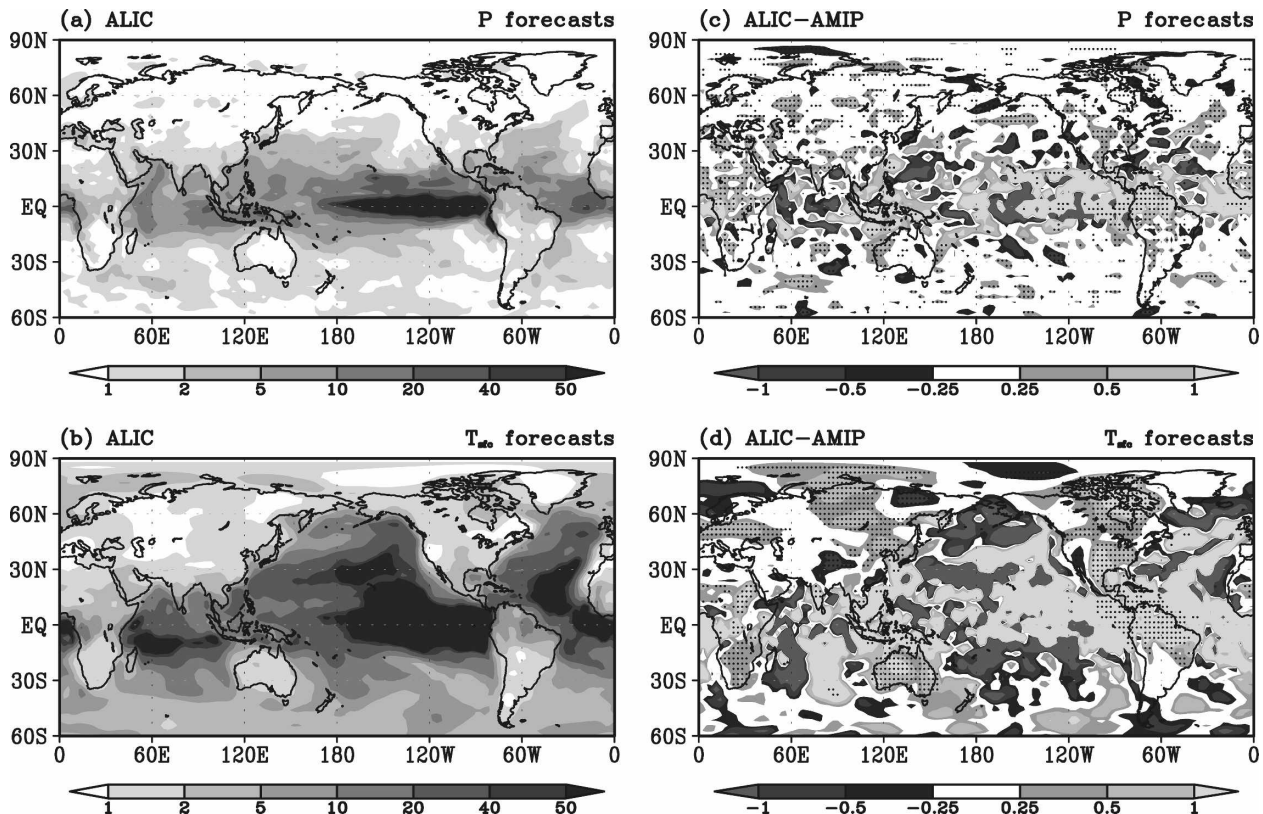 (a) ALIC P forecasts
90N
60N
30N
EQ
30S
60S
0 60E 120E 180 120W 60W 0
1 2 5 10 20 40 50
(c) ALIC−AMIP P forecasts
90N
60N
30N
EQ
30S
60S
0 60E 120E 180 120W 60W 0
−1 −0.5 −0.25 0.25 0.5 1
(b) ALIC Tsfc forecasts
90N
60N
30N
EQ
30S
60S
0 60E 120E 180 120W 60W 0
1 2 5 10 20 40 50
(d) ALIC−AMIP Tsfc forecasts
90N
60N
30N
EQ
30S
60S
0 60E 120E 180 120W 60W 0
−1 −0.5 −0.25 0.25 0.5 1